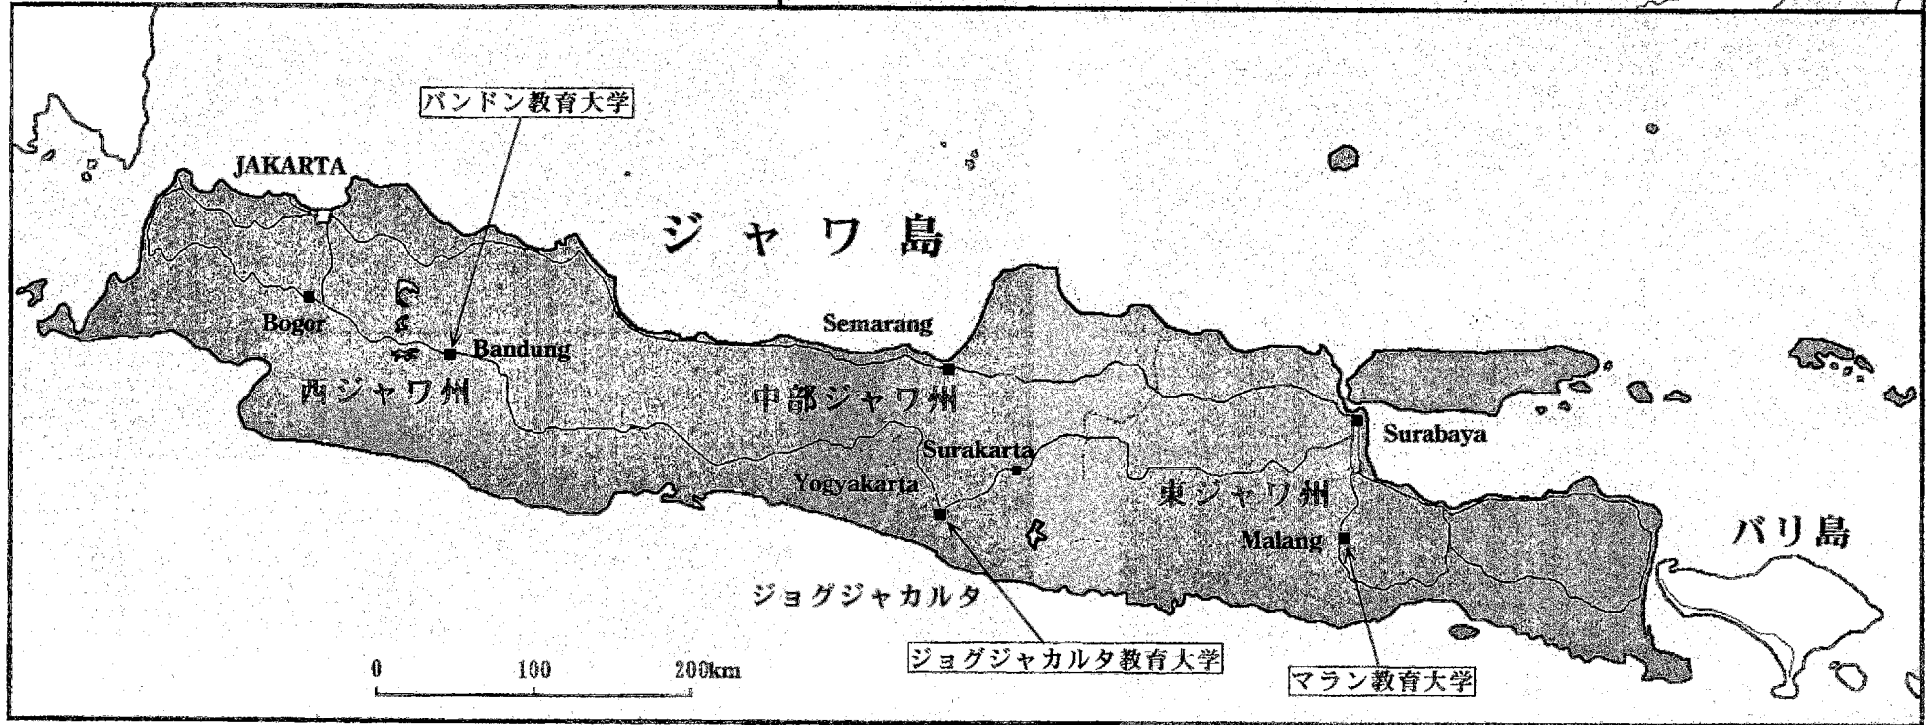 バンドン教育大学
JAKARTA
ジャワ島
Bogor
Semarang
Bandung
西ジャワ州
中部ジャワ州
Surabaya
Surakarta
Yogyakarta
東ジャワ州
Malang
バリ島
ジョグジャカルタ
ジョグジャカルタ教育大学
マラン教育大学
0 100 200km